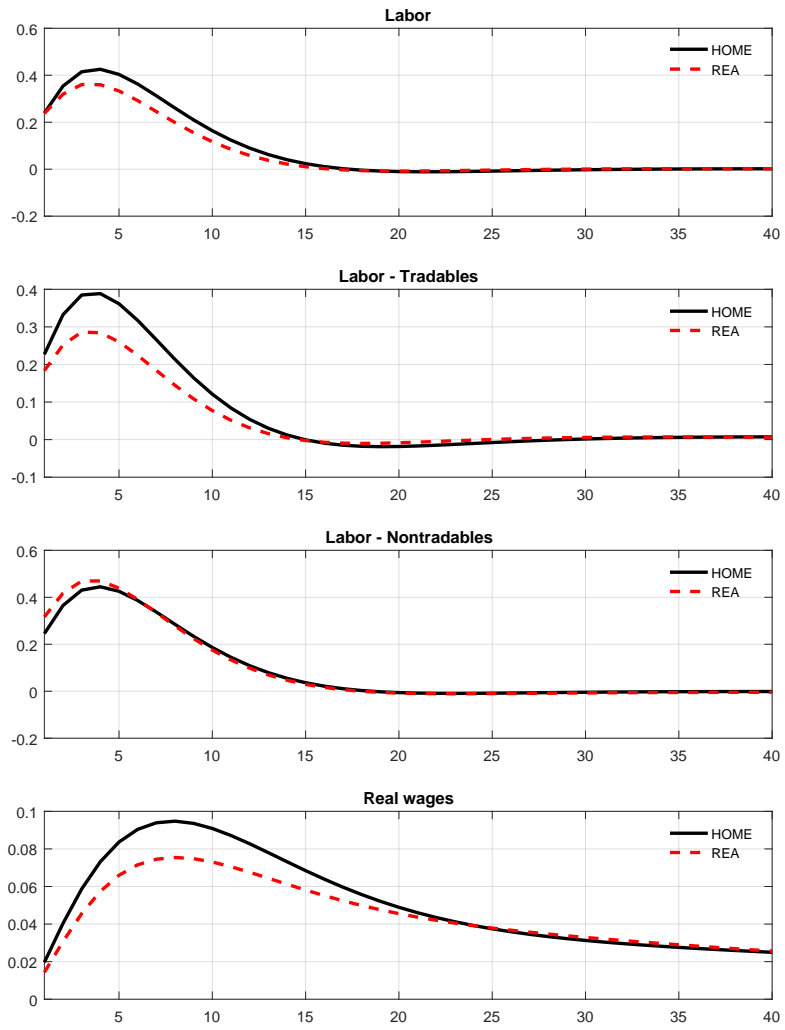 Labor
0.6
HOME
REA
0.4
0.2
0
-0.2
5 10 15 20 25 30 35 40
Labor - Tradables
0.4
HOME
REA
0.3
0.2
0.1
0
-0.1
5 10 15 20 25 30 35 40
Labor - Nontradables
0.6
HOME
REA
0.4
0.2
0
-0.2
5 10 15 20 25 30 35 40
Real wages
0.1
HOME
REA
0.08
0.06
0.04
0.02
0
5 10 15 20 25 30 35 40